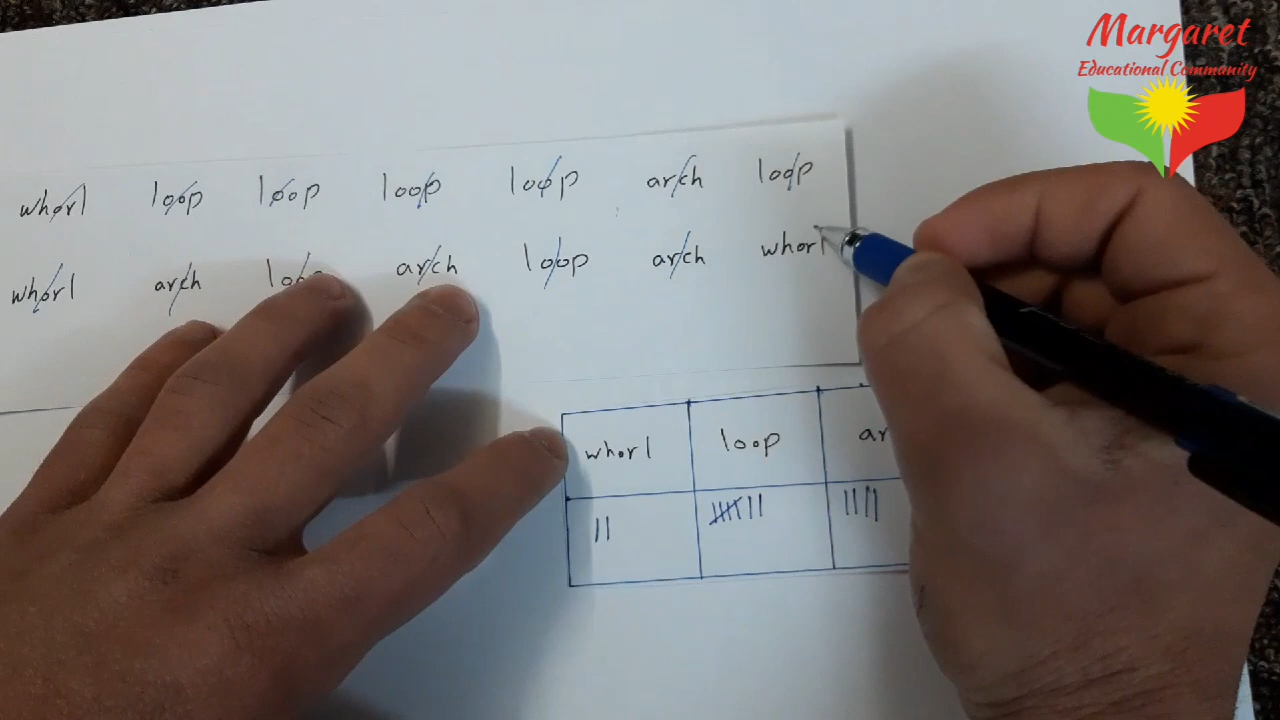 Margaret
Educational Community
whorl loop loop loop loop arch loop
whorl arch arch loop arch whorl
whorl loop